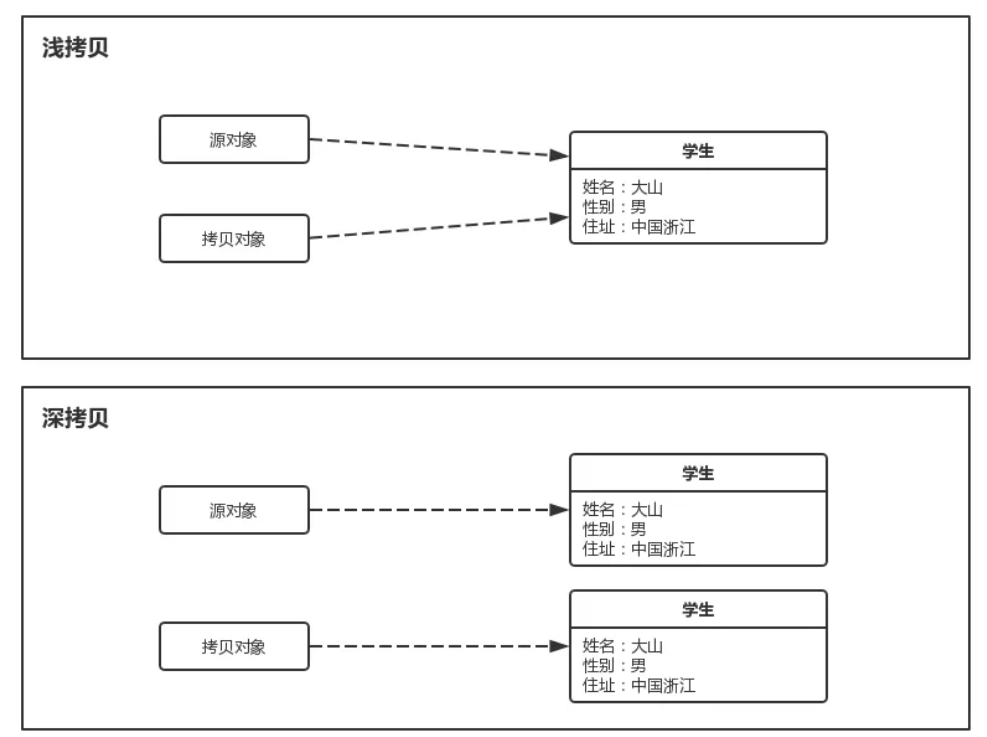 浅拷贝
源对象
学生
姓名：大山
性别：男
住址：中国浙江
拷贝对象
深拷贝
源对象
学生
姓名：大山
性别：男
住址：中国浙江
拷贝对象
学生
姓名：大山
性别：男
住址：中国浙江